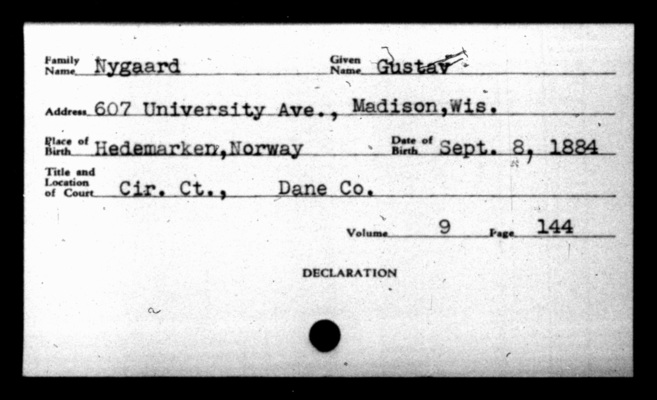 Family Name Nygaard Given Name Gustav
Address 607 University Ave., Madison,Wis.
Place of Birth Hedemarken,Norway Date of Birth Sept. 8, 1884
Title and Location of Court Cir. Ct., Dane Co.
Volume 9 Page 144
DECLARATION